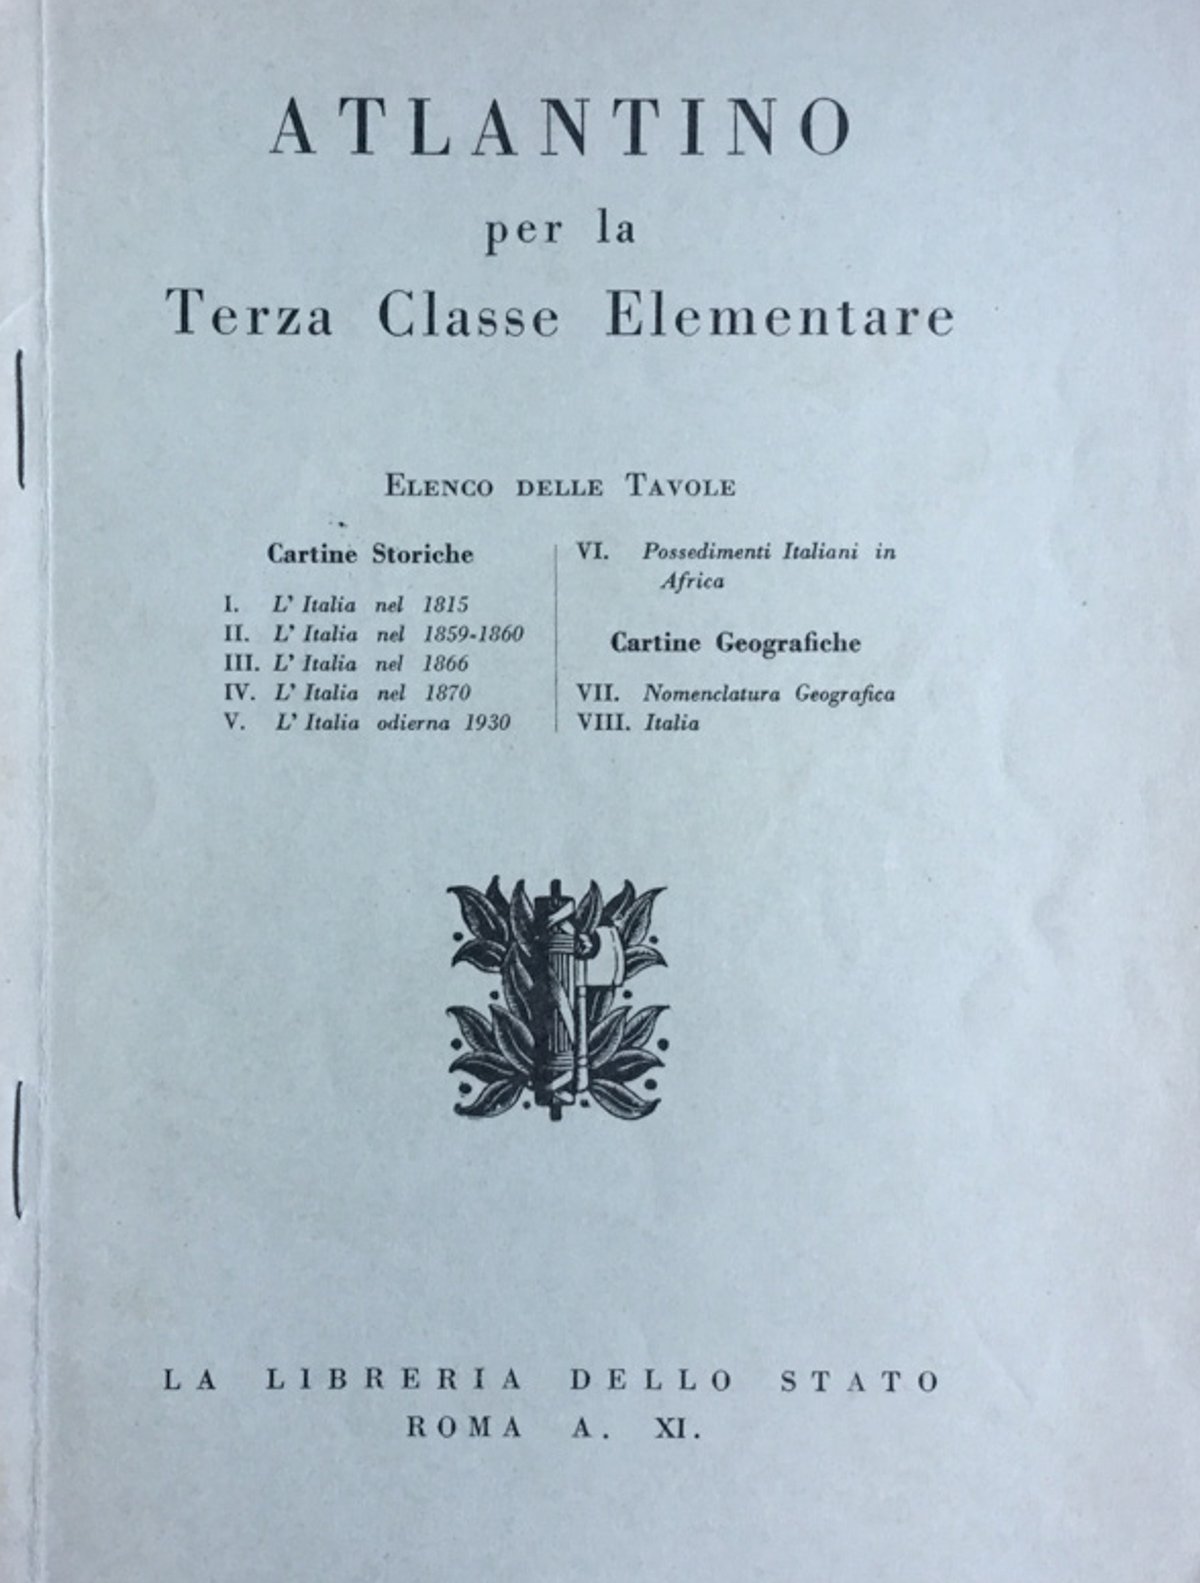 ATLANTINO
per la
Terza Classe Elementare
ELENCO DELLE TAVOLE
Cartine Storiche
I. L' Italia nel 1815
II. L' Italia nel 1859-1860
III. L' Italia nel 1866
IV. L' Italia nel 1870
V. L' Italia odierna 1930
VI. Possedimenti Italiani in
Africa
Cartine Geografiche
VII. Nomenclatura Geografica
VIII. Italia
LA LIBRERIA DELLO STATO
ROMA A. XI.